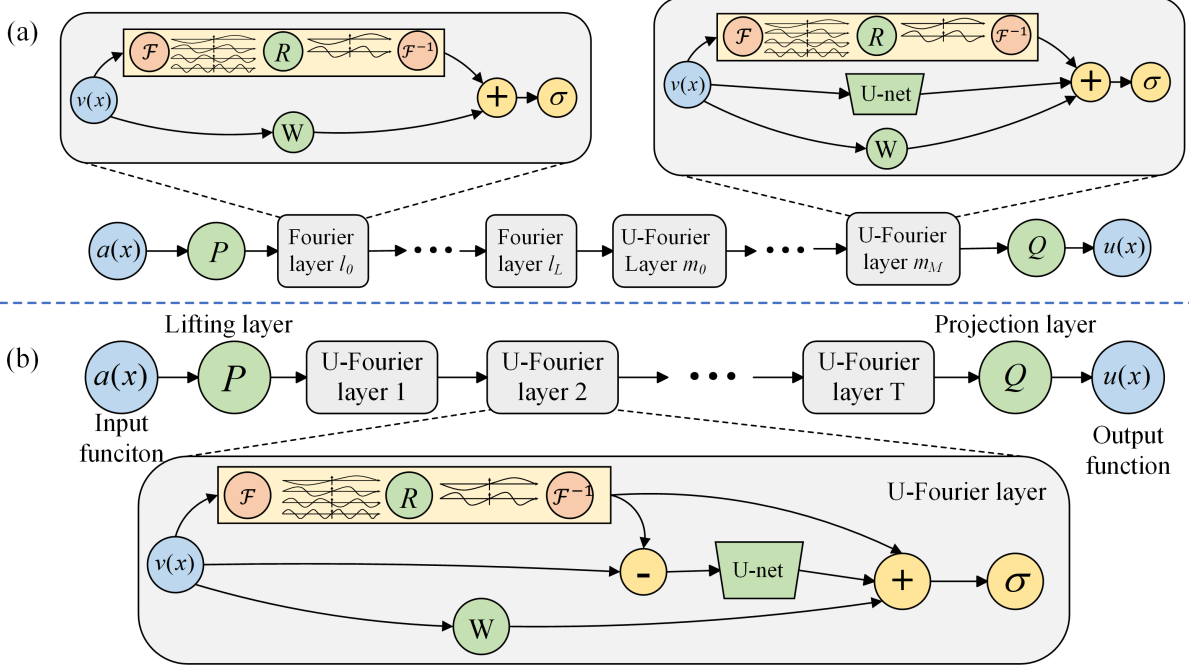 (a)
ℱ R ℱ⁻¹
v(x) + σ
W
ℱ R ℱ⁻¹
v(x) U-net + σ
W
a(x) P Fourier layer l₀ Fourier layer l_L U-Fourier Layer m₀ U-Fourier layer m_M Q u(x)
(b)
Lifting layer
Projection layer
a(x) P U-Fourier layer 1 U-Fourier layer 2 U-Fourier layer T Q u(x)
Input
funciton
Output
function
U-Fourier layer
ℱ R ℱ⁻¹
v(x) - U-net + σ
W